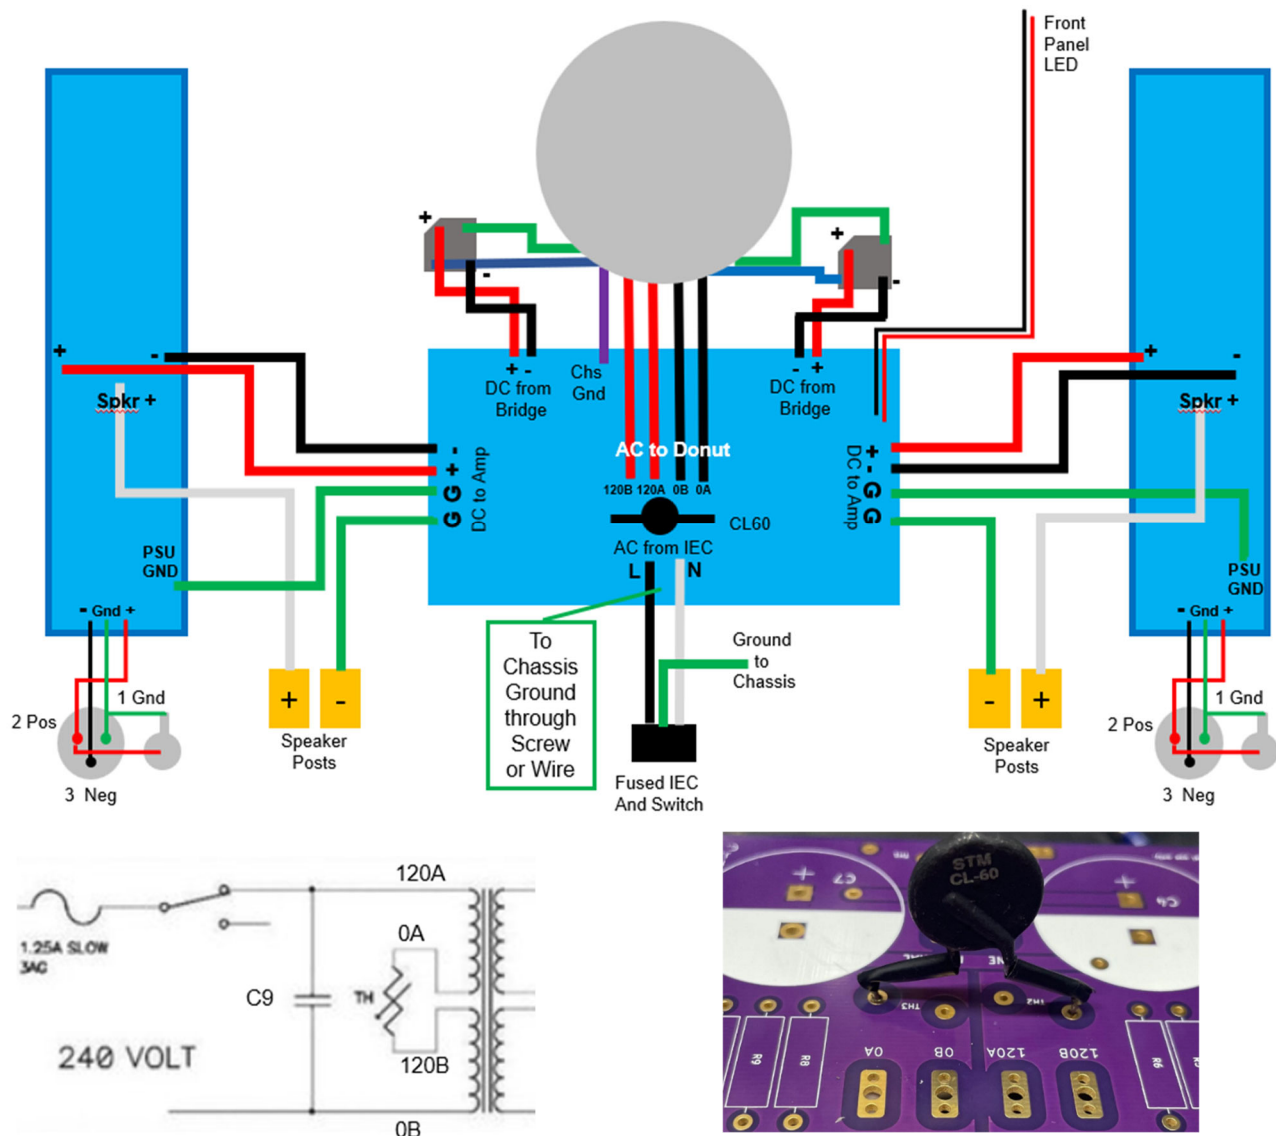 Front
Panel
LED
+
-
+
-
+
-
Spkr +
+ -
DC from
Bridge
Chs
Gnd
- +
DC from
Bridge
+
-
Spkr +
AC to Donut
-
+
G
G
DC to Amp
120B 120A 0B 0A
CL60
AC from IEC
L N
+
-
G
G
DC to Amp
PSU
GND
- Gnd +
1 Gnd
2 Pos
3 Neg
+ -
Speaker
Posts
To
Chassis
Ground
through
Screw
or Wire
Ground
to
Chassis
Fused IEC
And Switch
- +
Speaker
Posts
PSU
GND
- Gnd +
1 Gnd
2 Pos
3 Neg
120A
0A
1.25A SLOW
3AG
C9
TH
240 VOLT
120B
0B
STM
CL-60
+
C7
+
TH3
TH2
R9
R8
0A
0B
120A
120B
R6